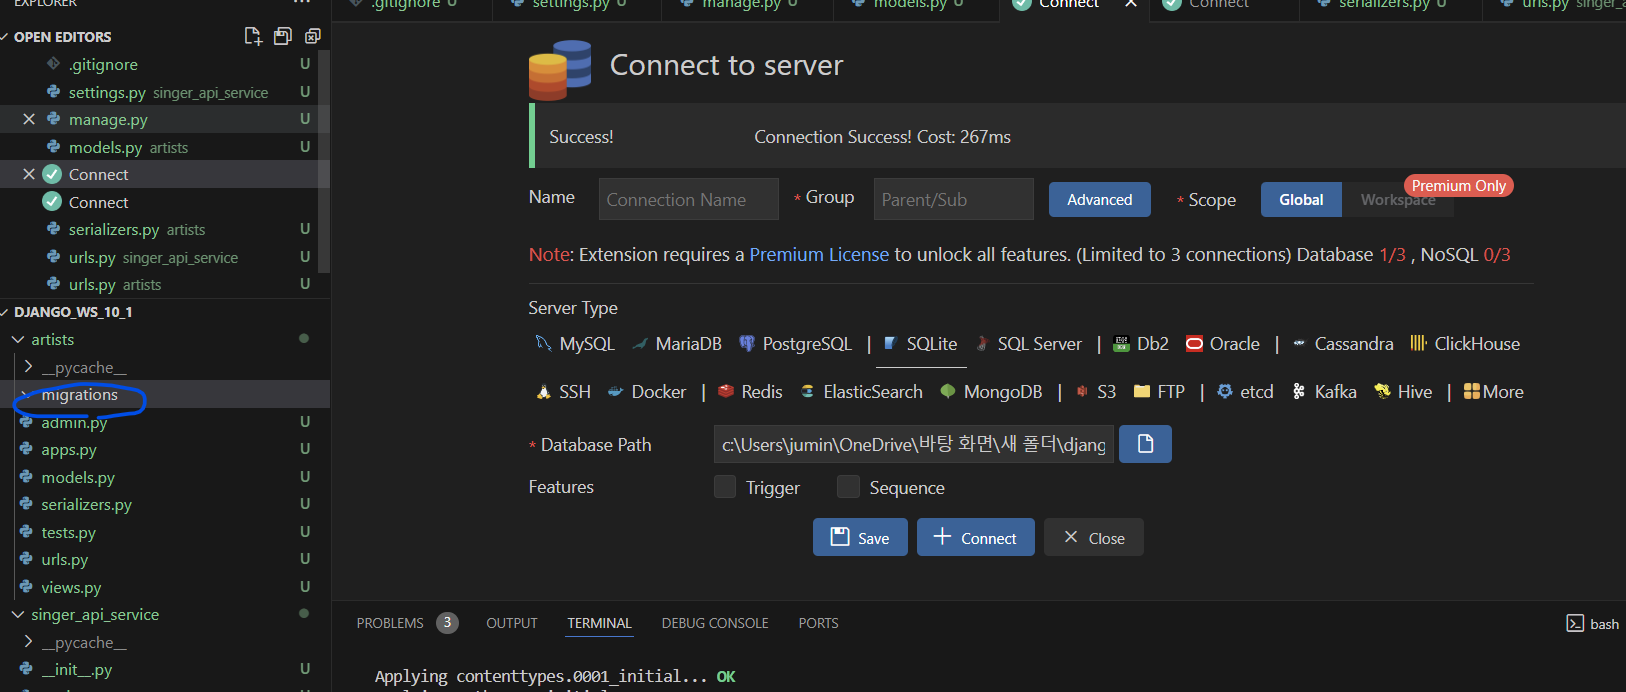 EXPLORER
OPEN EDITORS
.gitignore U
settings.py singer_api_service U
manage.py U
models.py artists U
Connect
Connect
serializers.py artists U
urls.py singer_api_service U
urls.py artists U
DJANGO_WS_10_1
artists
__pycache__
migrations
admin.py U
apps.py U
models.py U
serializers.py U
tests.py U
urls.py U
views.py U
singer_api_service
__pycache__
__init__.py U
.gitignore U settings.py U manage.py U models.py U Connect Connect serializers.py U urls.py
Connect to server
Success! Connection Success! Cost: 267ms
Name Connection Name * Group Parent/Sub Advanced * Scope Global Workspace Premium Only
Note: Extension requires a Premium License to unlock all features. (Limited to 3 connections) Database 1/3 , NoSQL 0/3
Server Type
MySQL MariaDB PostgreSQL | SQLite SQL Server | Db2 Oracle | Cassandra ClickHouse
SSH Docker | Redis ElasticSearch MongoDB | S3 FTP | etcd Kafka Hive | More
* Database Path c:\Users\jumin\OneDrive\바탕 화면\새 폴더\djang
Features Trigger Sequence
Save Connect Close
PROBLEMS 3 OUTPUT TERMINAL DEBUG CONSOLE PORTS
bash
Applying contenttypes.0001_initial... OK